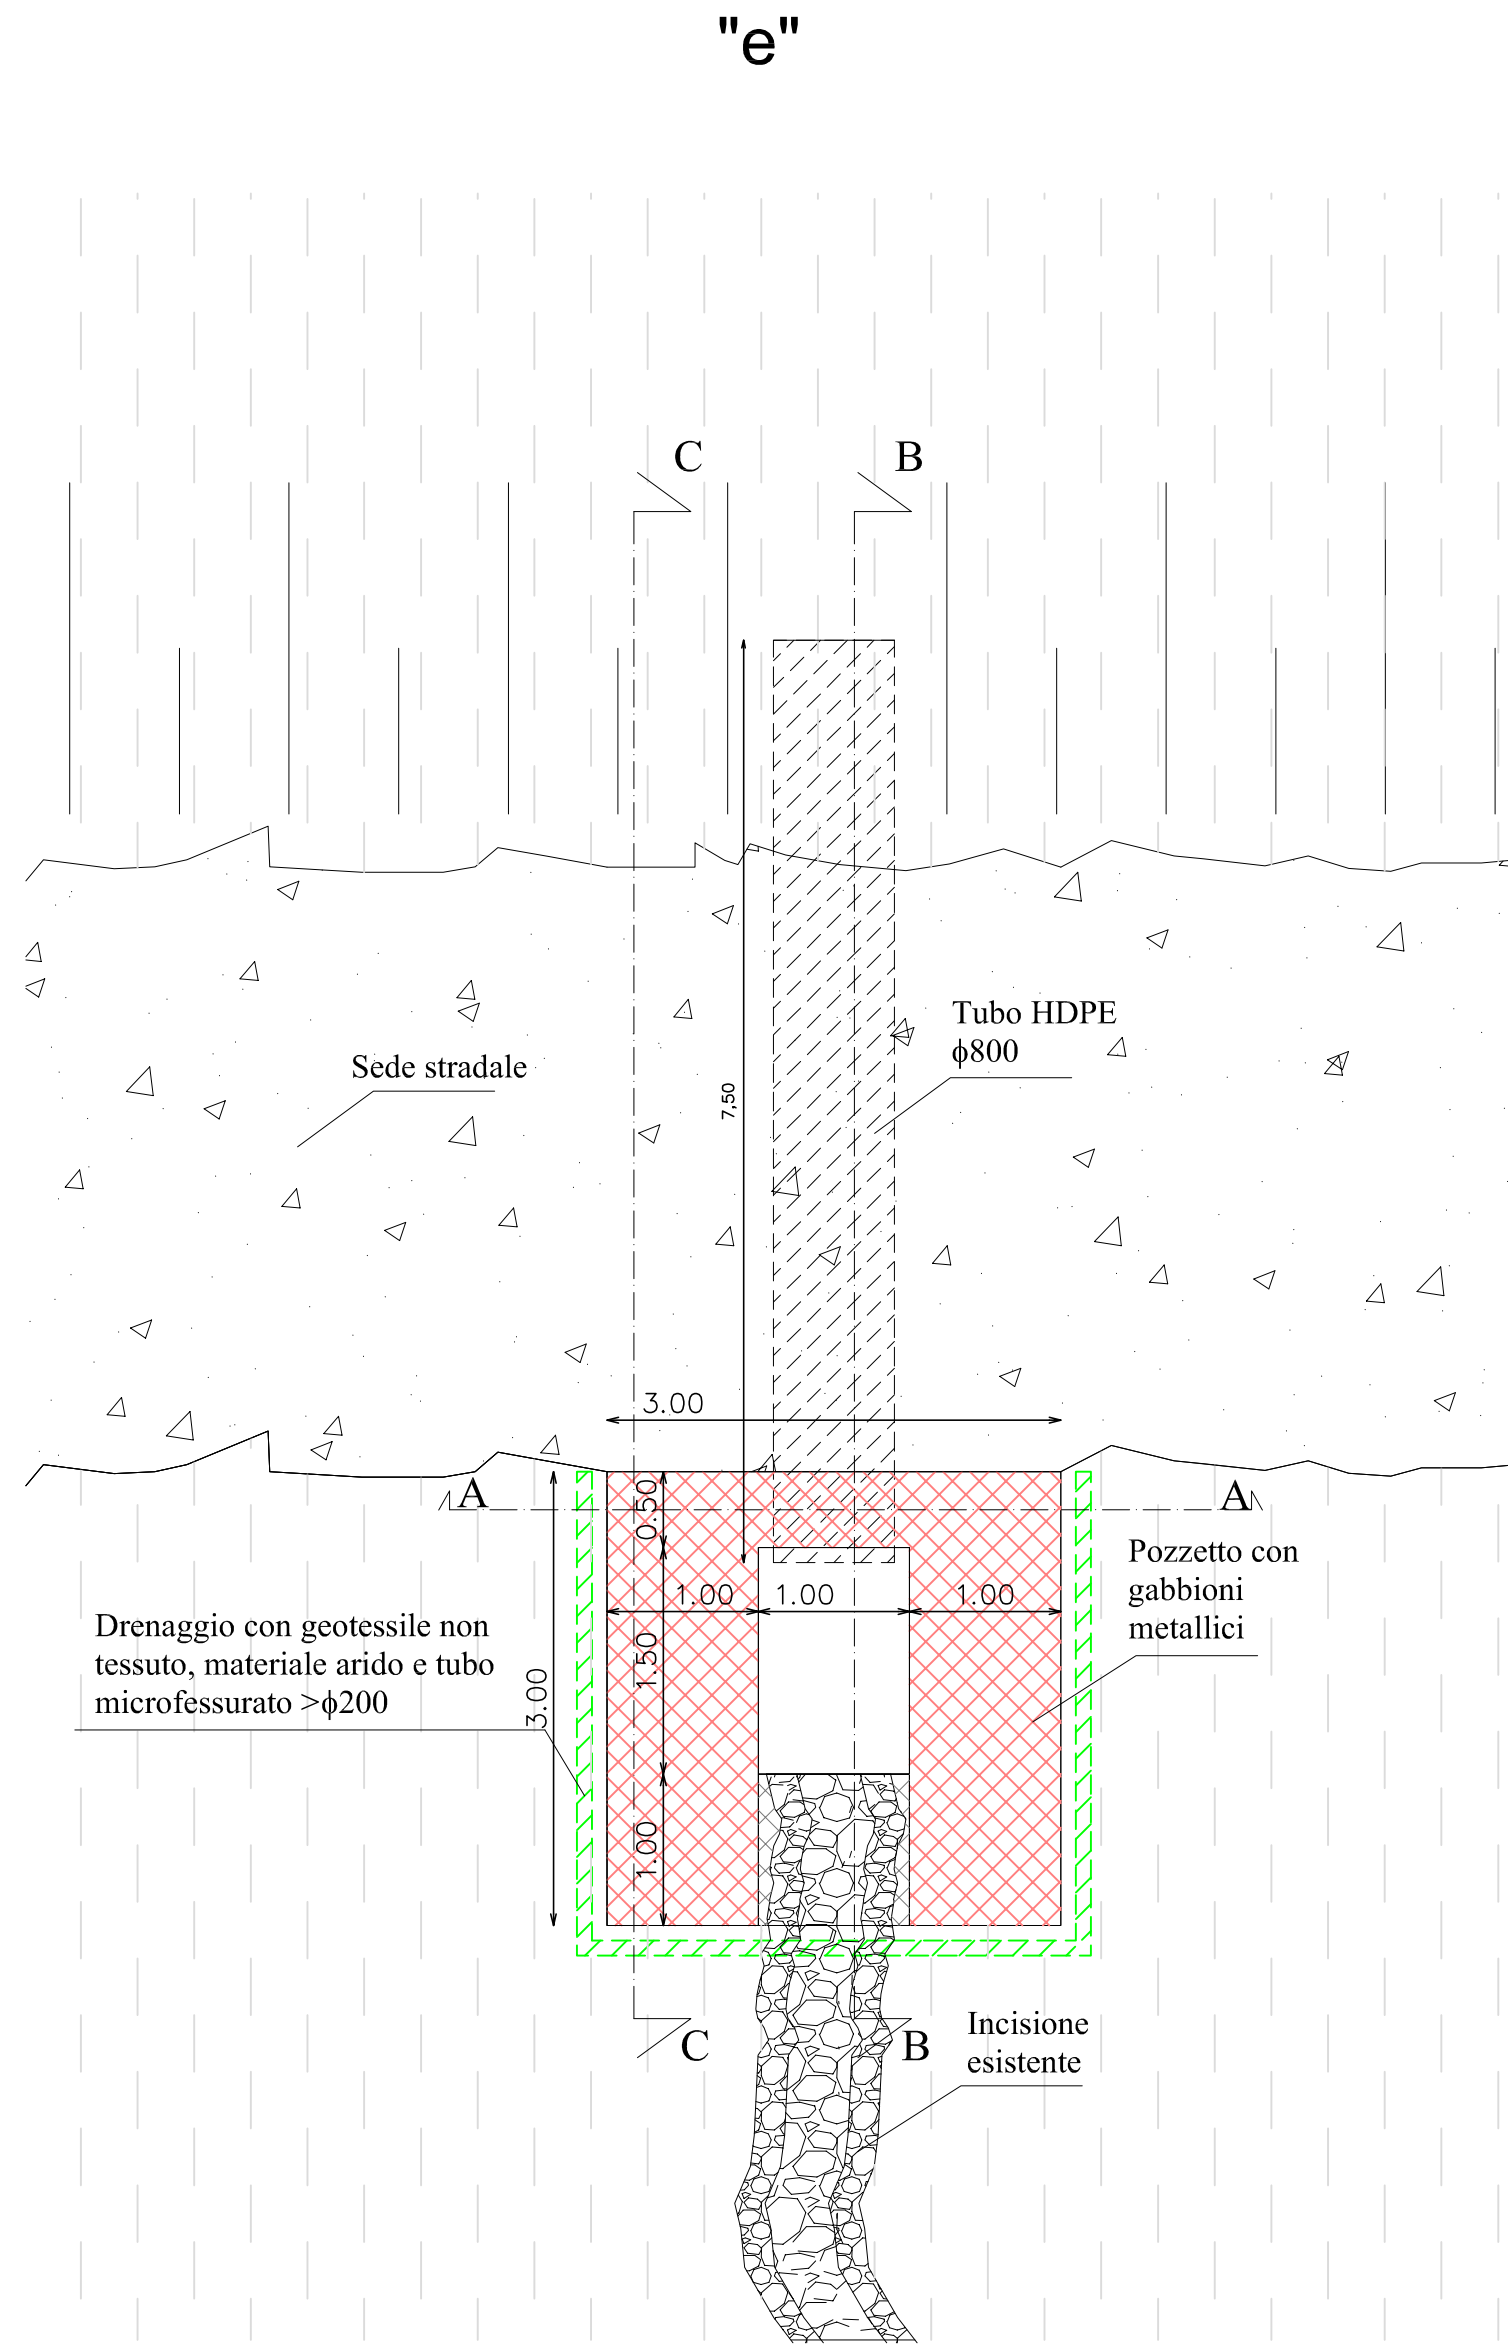 "e"
C
B
Tubo HDPE
ϕ800
Sede stradale
7,50
3.00
A
A
0.50
Pozzetto con
gabbioni
metallici
1.00
1.00
1.00
Drenaggio con geotessile non
tessuto, materiale arido e tubo
microfessurato >ϕ200
1.50
3.00
1.00
C
B
Incisione
esistente